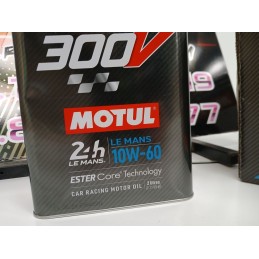 300V
MOTUL
24h LE MANS
LE MANS 10W-60
ESTER Core® Technology
CAR RACING MOTOR OIL